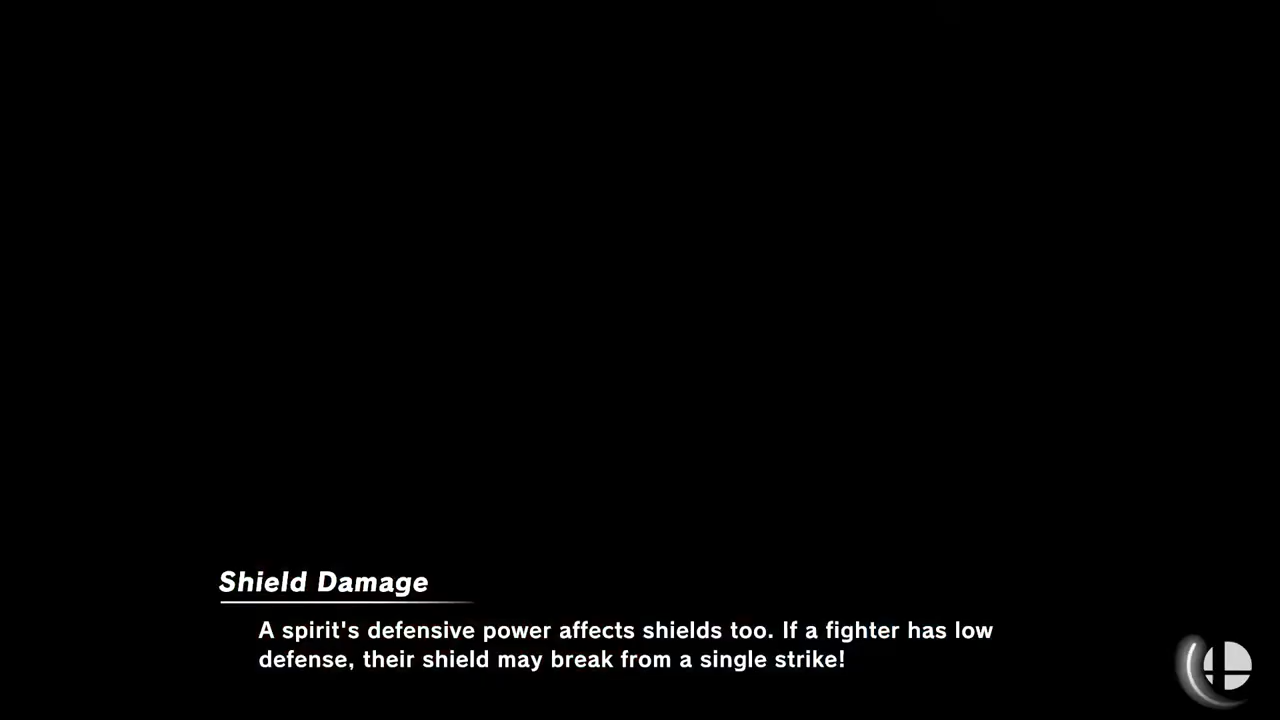 Shield Damage
A spirit's defensive power affects shields too. If a fighter has low
defense, their shield may break from a single strike!